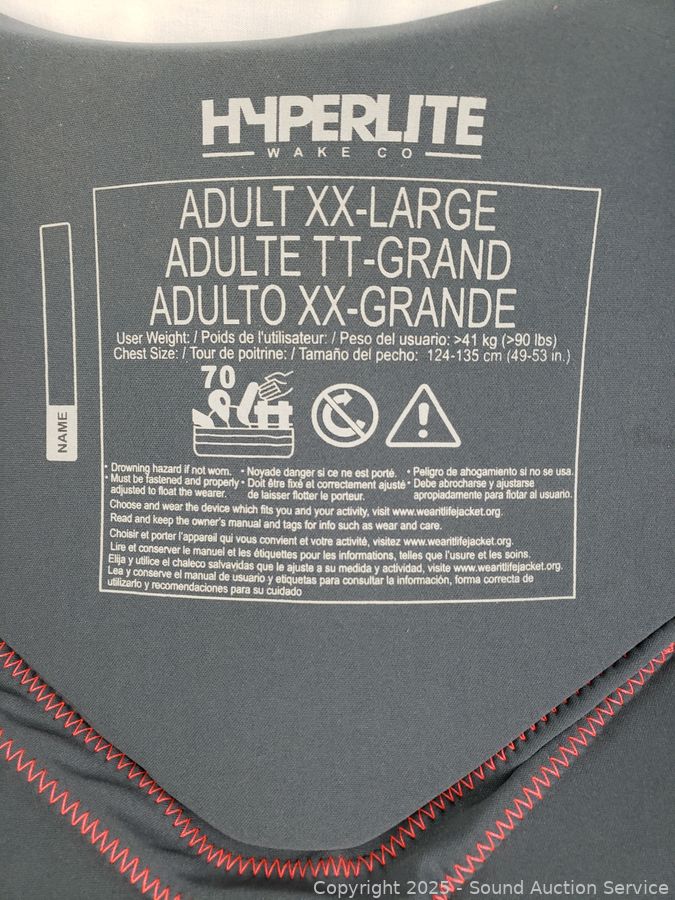 HYPERLITE
WAKE CO
ADULT XX-LARGE
ADULTE TT-GRAND
ADULTO XX-GRANDE
User Weight: / Poids de l'utilisateur: / Peso del usuario: >41 kg (>90 lbs)
Chest Size: / Tour de poitrine: / Tamaño del pecho: 124-135 cm (49-53 in.)
70
NAME
• Drowning hazard if not worn.
• Must be fastened and properly
adjusted to float the wearer.
• Noyade danger si ce ne est porté.
• Doit être fixé et correctement ajusté
de laisser flotter le porteur.
• Peligro de ahogamiento si no se usa.
• Debe abrocharse y ajustarse
apropiadamente para flotar al usuario.
Choose and wear the device which fits you and your activity, visit www.wearitlifejacket.org.
Read and keep the owner's manual and tags for info such as wear and care.
Choisir et porter l'appareil qui vous convient et votre activité, visitez www.wearitlifejacket.org.
Lire et conserver le manuel et les étiquettes pour les informations, telles que l'usure et les soins.
Elija y utilice el chaleco salvavidas que le ajuste a su medida y actividad, visite www.wearitlifejacket.org.
Lea y conserve el manual de usuario y etiquetas para consultar la información, forma correcta de
utilizarlo y recomendaciones para su cuidado
Copyright 2025 - Sound Auction Service